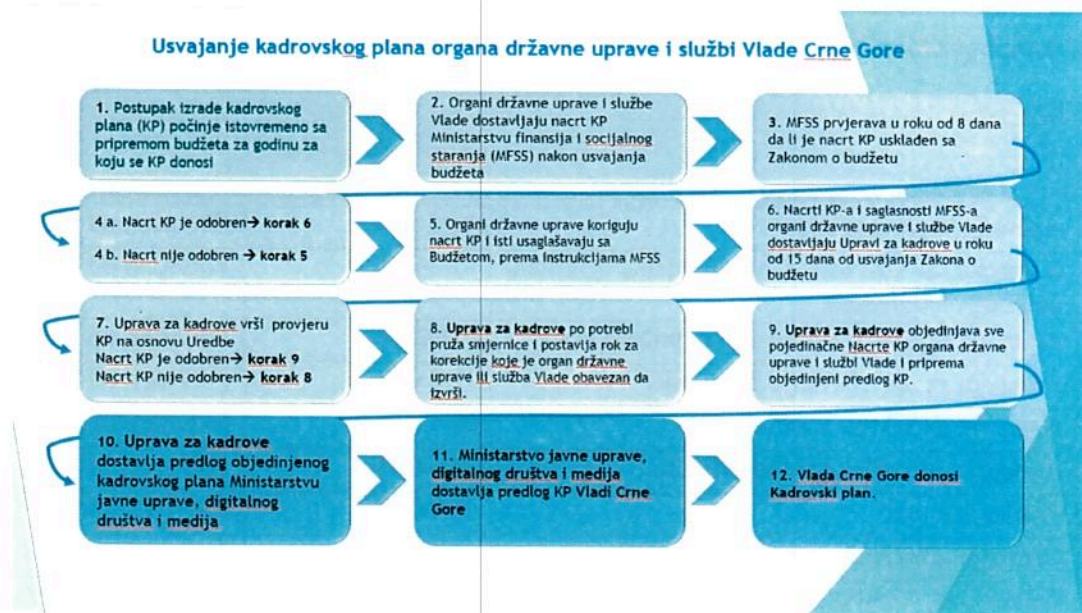 Usvajanje kadrovskog plana organa državne uprave i službi Vlade Crne Gore
1. Postupak izrade kadrovskog
plana (KP) počinje istovremeno sa
pripremom budžeta za godinu za
koju se KP donosi
2. Organi državne uprave i službe
Vlade dostavljaju nacrt KP
Ministarstvu finansija i socijalnog
staranja (MFSS) nakon usvajanja
budžeta
3. MFSS prvjerava u roku od 8 dana
da li je nacrt KP usklađen sa
Zakonom o budžetu
4 a. Nacrt KP je odobren→ korak 6
4 b. Nacrt nije odobren → korak 5
5. Organi državne uprave koriguju
nacrt KP i isti usaglašavaju sa
Budžetom, prema instrukcijama MFSS
6. Nacrti KP-a i saglasnosti MFSS-a
organi državne uprave i službe Vlade
dostavljaju Upravi za kadrove u roku
od 15 dana od usvajanja Zakona o
budžetu
7. Uprava za kadrove vrši provjeru
KP na osnovu Uredbe
Nacrt KP je odobren→ korak 9
Nacrt KP nije odobren→ korak 8
8. Uprava za kadrove po potrebi
pruža smjernice i postavlja rok za
korekcije koje je organ državne
uprave ili služba Vlade obavezan da
izvrši.
9. Uprava za kadrove objedinjava sve
pojedinačne Nacrte KP organa državne
uprave i službi Vlade i priprema
objedinjeni predlog KP.
10. Uprava za kadrove
dostavlja predlog objedinjenog
kadrovskog plana Ministarstvu
javne uprave, digitalnog
društva i medija
11. Ministarstvo javne uprave,
digitalnog društva i medija
dostavlja predlog KP Vladi Crne
Gore
12. Vlada Crne Gore donosi
Kadrovski plan.